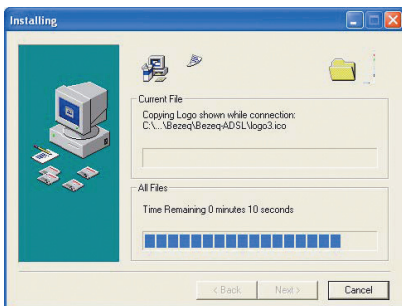 Installing
Current File
Copying Logo shown while connection:
C:\...\Bezeq\Bezeq-ADSL\logo3.ico
All Files
Time Remaining 0 minutes 10 seconds
< Back
Next >
Cancel